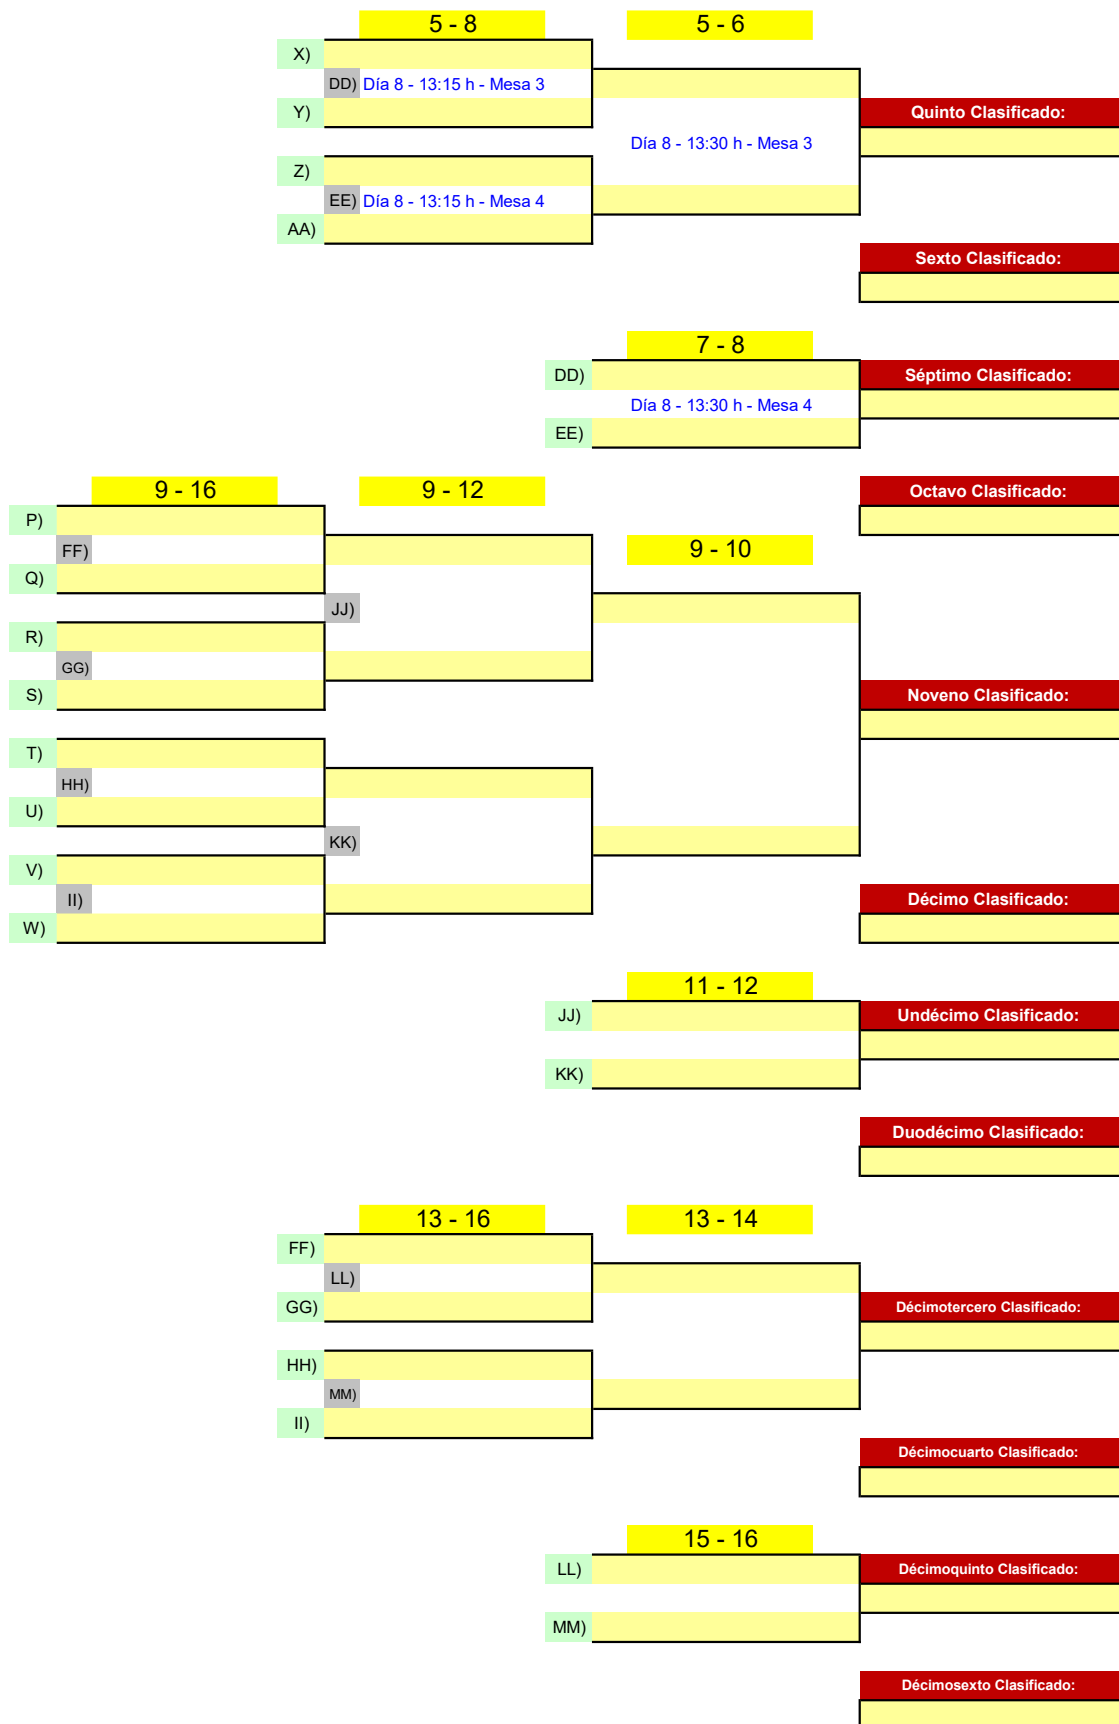 5 - 8
5 - 6
X)
DD) Día 8 - 13:15 h - Mesa 3
Y)
Quinto Clasificado:
Día 8 - 13:30 h - Mesa 3
Z)
EE) Día 8 - 13:15 h - Mesa 4
AA)
Sexto Clasificado:
7 - 8
DD)
Séptimo Clasificado:
Día 8 - 13:30 h - Mesa 4
EE)
9 - 16
9 - 12
Octavo Clasificado:
P)
FF)
9 - 10
Q)
JJ)
R)
GG)
S)
Noveno Clasificado:
T)
HH)
U)
KK)
V)
II)
Décimo Clasificado:
W)
11 - 12
JJ)
Undécimo Clasificado:
KK)
Duodécimo Clasificado:
13 - 16
13 - 14
FF)
LL)
GG)
Décimotercero Clasificado:
HH)
MM)
II)
Décimocuarto Clasificado:
15 - 16
LL)
Décimoquinto Clasificado:
MM)
Décimosexto Clasificado: